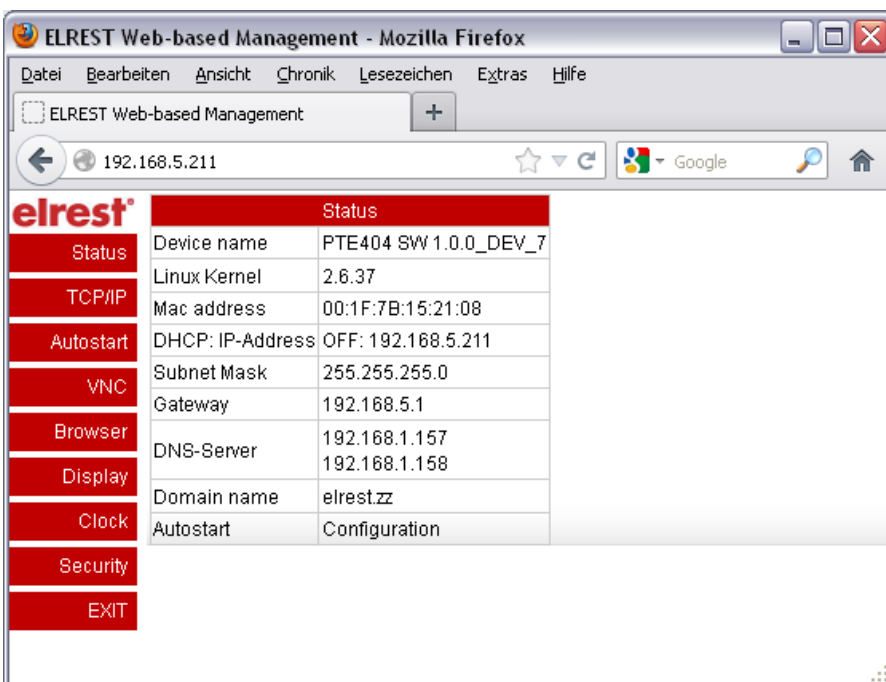 ELREST Web-based Management - Mozilla Firefox
Datei Bearbeiten Ansicht Chronik Lesezeichen Extras Hilfe
ELREST Web-based Management +
192.168.5.211 Google
elrest
Status
TCP/IP
Autostart
VNC
Browser
Display
Clock
Security
EXIT
Status
Device name PTE404 SW 1.0.0_DEV_7
Linux Kernel 2.6.37
Mac address 00:1F:7B:15:21:08
DHCP: IP-Address OFF: 192.168.5.211
Subnet Mask 255.255.255.0
Gateway 192.168.5.1
DNS-Server 192.168.1.157
192.168.1.158
Domain name elrest.zz
Autostart Configuration